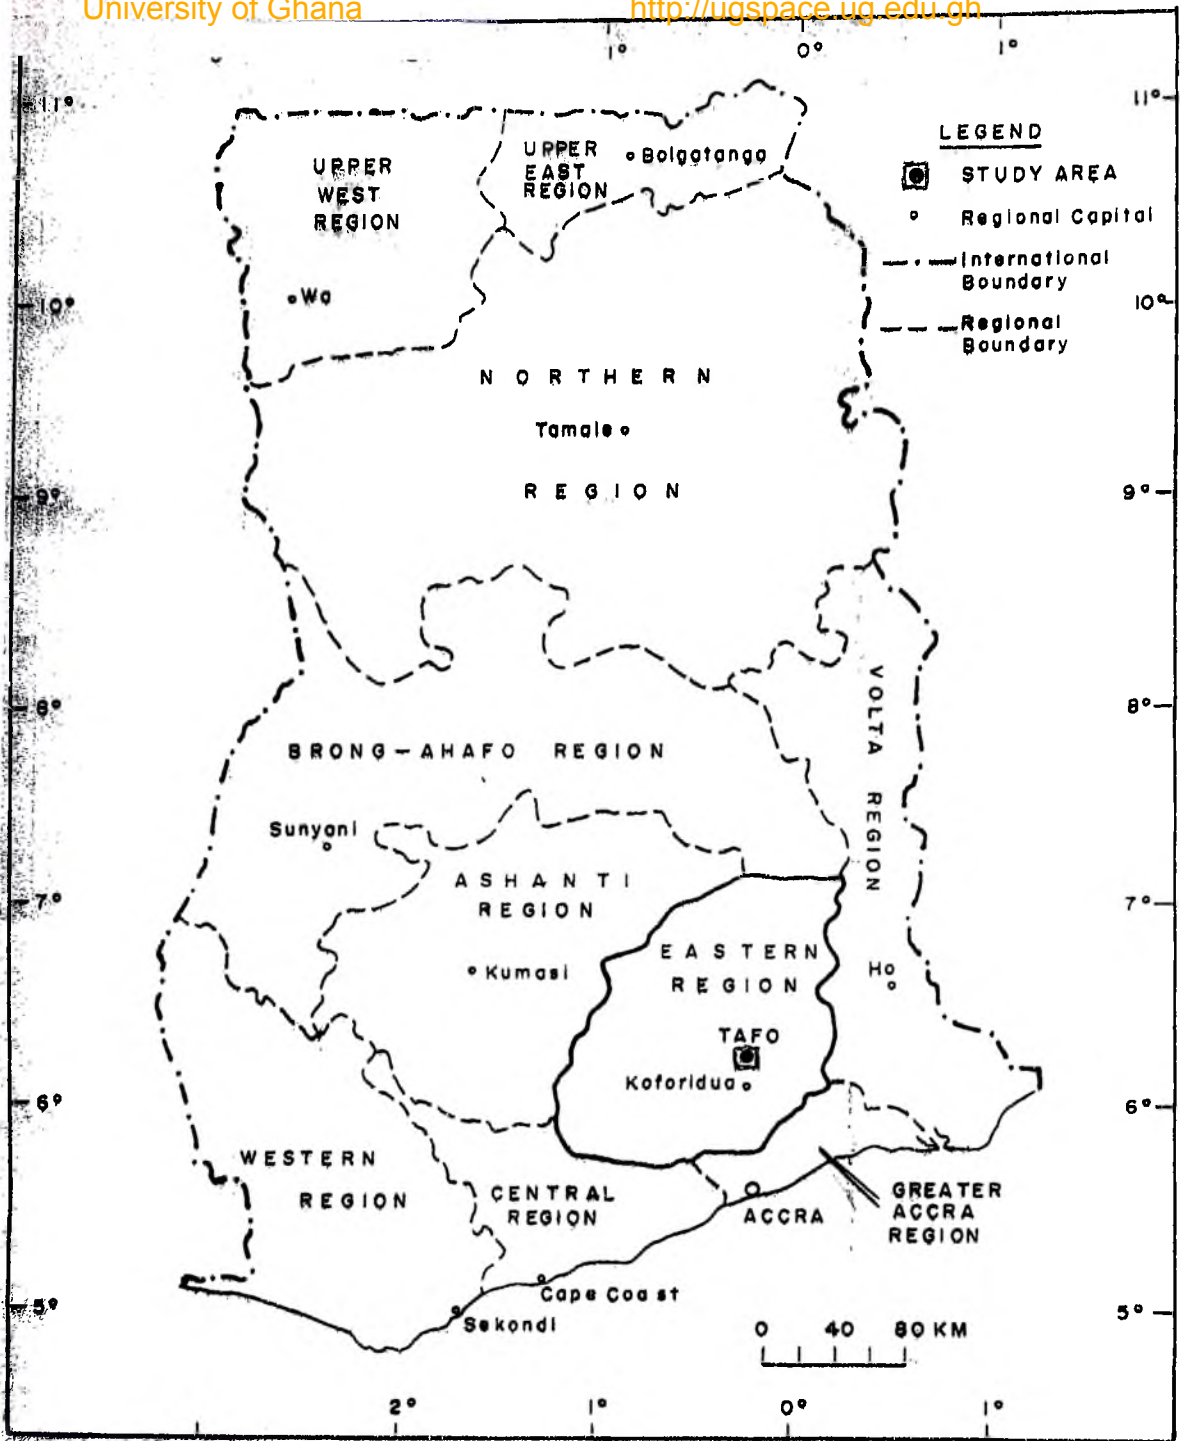 University of Ghana
http://ugspace.ug.edu.gh
1°
0°
1°
11°
11°
LEGEND
STUDY AREA
Regional Capital
International
Boundary
Regional
Boundary
UPPER
WEST
REGION
UPPER
EAST
REGION
Bolgatanga
Wa
10°
10°
NORTHERN
Tamale
REGION
9°
9°
VOLTA REGION
8°
8°
BRONG-AHAFO REGION
Sunyani
ASHANTI
REGION
7°
7°
EASTERN
REGION
Kumasi
Ho
TAFO
Koforidua
6°
6°
WESTERN
REGION
CENTRAL
REGION
ACCRA
GREATER
ACCRA
REGION
Cape Coast
Sekondi
5°
5°
0 40 80 KM
2°
1°
0°
1°